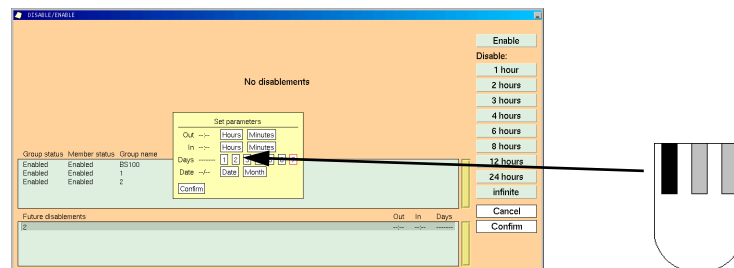 DISABLE/ENABLE
Enable
Disable:
No disablements
1 hour
2 hours
3 hours
4 hours
6 hours
8 hours
12 hours
24 hours
infinite
Cancel
Confirm
Set parameters
Out --:-- Hours Minutes
In --:-- Hours Minutes
Days ------- 1 2
Date --/-- Date Month
Confirm
Group status Member status Group name
Enabled Enabled BS100
Enabled Enabled 1
Enabled Enabled 2
Future disablements Out In Days
2 --:-- --:-- -------